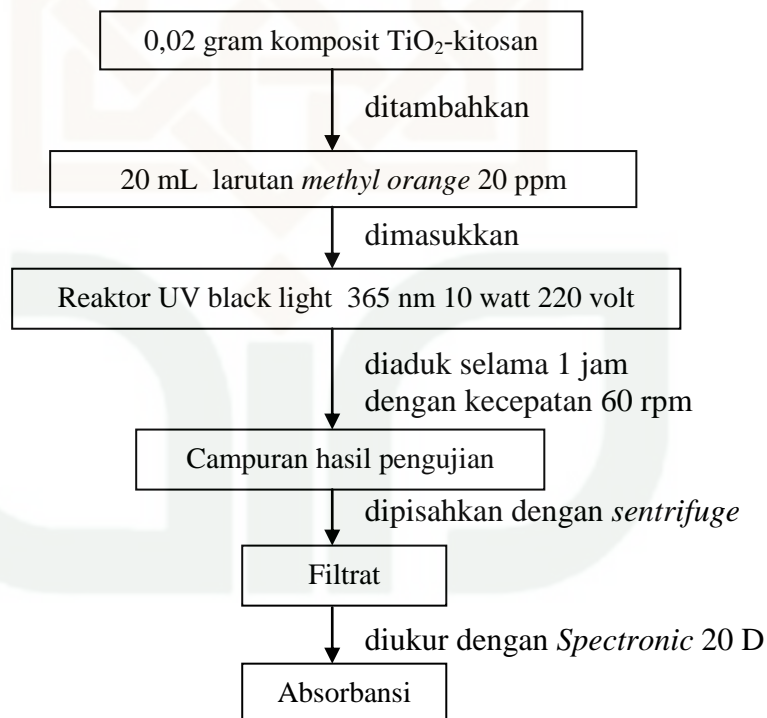 0,02 gram komposit TiO₂-kitosan
ditambahkan
20 mL larutan methyl orange 20 ppm
dimasukkan
Reaktor UV black light 365 nm 10 watt 220 volt
diaduk selama 1 jam
dengan kecepatan 60 rpm
Campuran hasil pengujian
dipisahkan dengan sentrifuge
Filtrat
diukur dengan Spectronic 20 D
Absorbansi